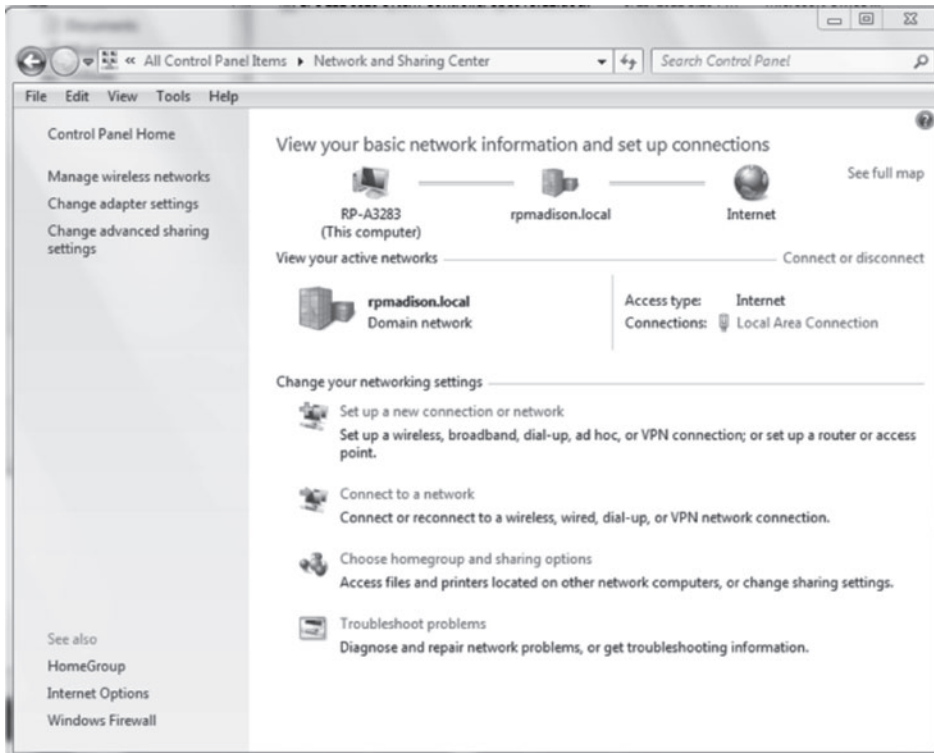 Documents
« All Control Panel Items ▸ Network and Sharing Center
Search Control Panel
File Edit View Tools Help
Control Panel Home
Manage wireless networks
Change adapter settings
Change advanced sharing
settings
See also
HomeGroup
Internet Options
Windows Firewall
View your basic network information and set up connections
See full map
RP-A3283
(This computer)
rpmadison.local
Internet
View your active networks
Connect or disconnect
rpmadison.local
Domain network
Access type: Internet
Connections: Local Area Connection
Change your networking settings
Set up a new connection or network
Set up a wireless, broadband, dial-up, ad hoc, or VPN connection; or set up a router or access
point.
Connect to a network
Connect or reconnect to a wireless, wired, dial-up, or VPN network connection.
Choose homegroup and sharing options
Access files and printers located on other network computers, or change sharing settings.
Troubleshoot problems
Diagnose and repair network problems, or get troubleshooting information.